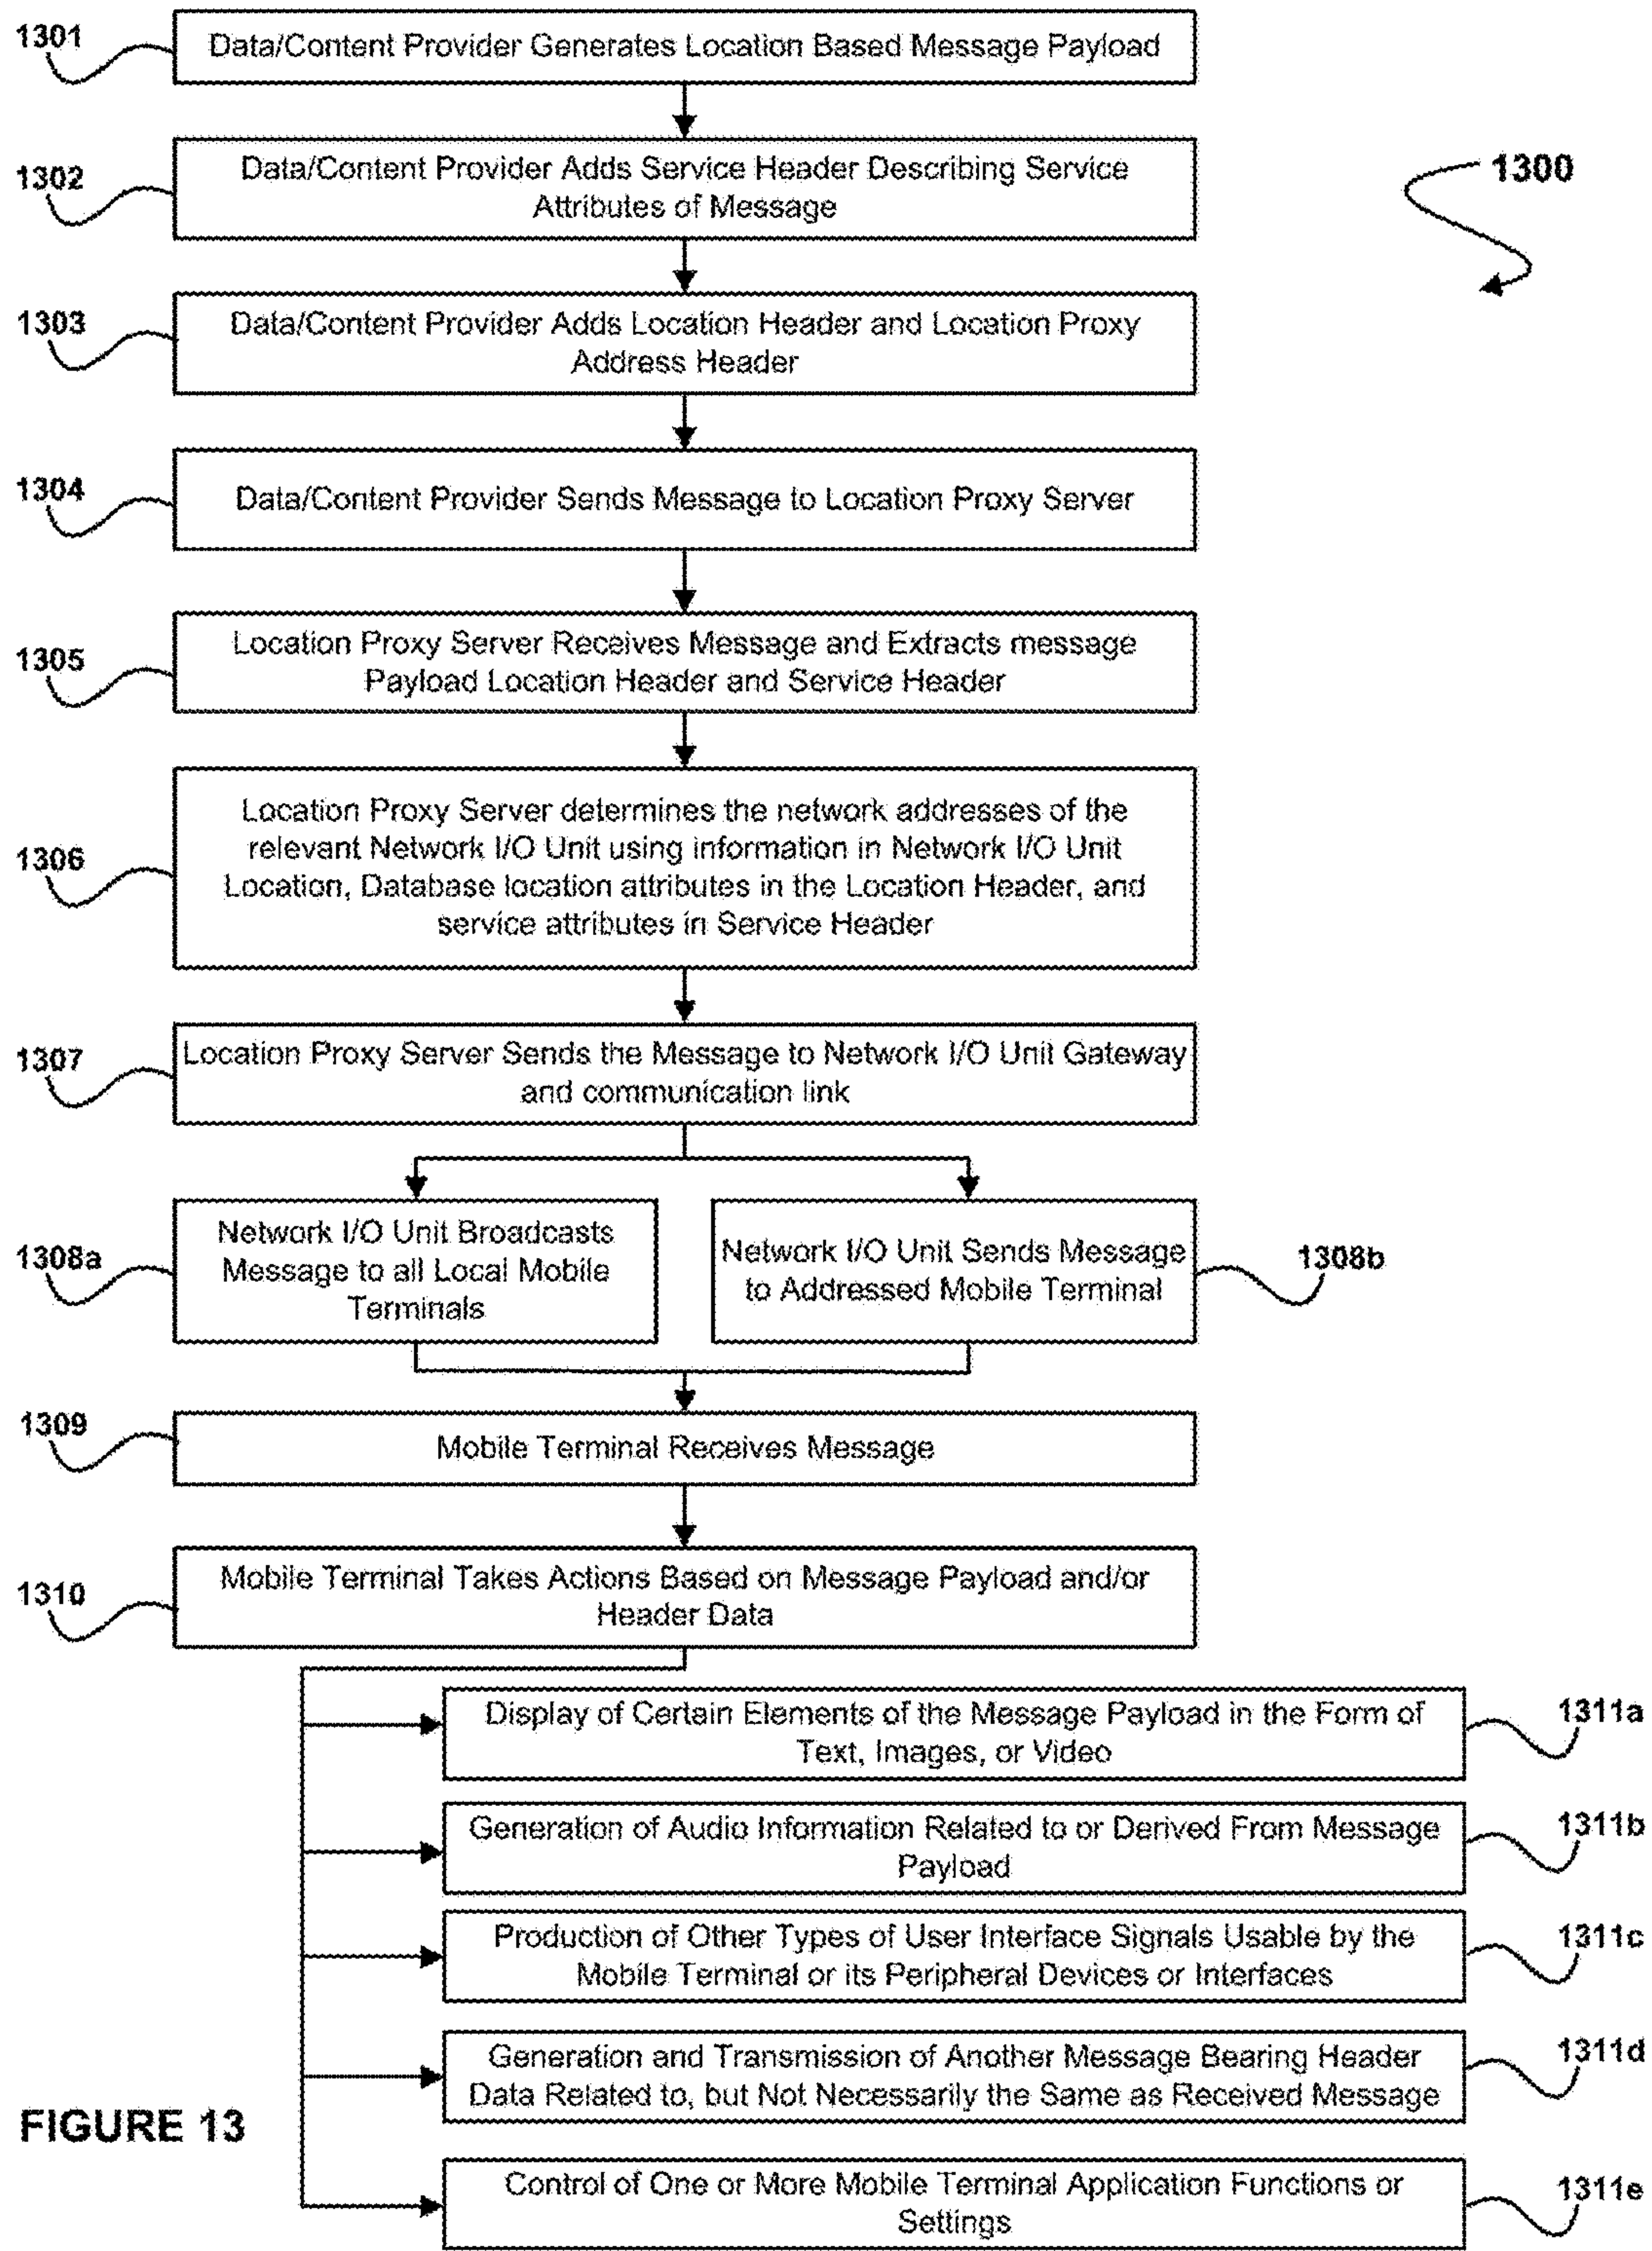 1301
Data/Content Provider Generates Location Based Message Payload
1302
Data/Content Provider Adds Service Header Describing Service
Attributes of Message
1300
1303
Data/Content Provider Adds Location Header and Location Proxy
Address Header
1304
Data/Content Provider Sends Message to Location Proxy Server
1305
Location Proxy Server Receives Message and Extracts message
Payload Location Header and Service Header
1306
Location Proxy Server determines the network addresses of the
relevant Network I/O Unit using information in Network I/O Unit
Location, Database location attributes in the Location Header, and
service attributes in Service Header
1307
Location Proxy Server Sends the Message to Network I/O Unit Gateway
and communication link
1308a
Network I/O Unit Broadcasts
Message to all Local Mobile
Terminals
Network I/O Unit Sends Message
to Addressed Mobile Terminal
1308b
1309
Mobile Terminal Receives Message
1310
Mobile Terminal Takes Actions Based on Message Payload and/or
Header Data
Display of Certain Elements of the Message Payload in the Form of
Text, Images, or Video
1311a
Generation of Audio Information Related to or Derived From Message
Payload
1311b
Production of Other Types of User Interface Signals Usable by the
Mobile Terminal or its Peripheral Devices or Interfaces
1311c
Generation and Transmission of Another Message Bearing Header
Data Related to, but Not Necessarily the Same as Received Message
1311d
FIGURE 13
Control of One or More Mobile Terminal Application Functions or
Settings
1311e